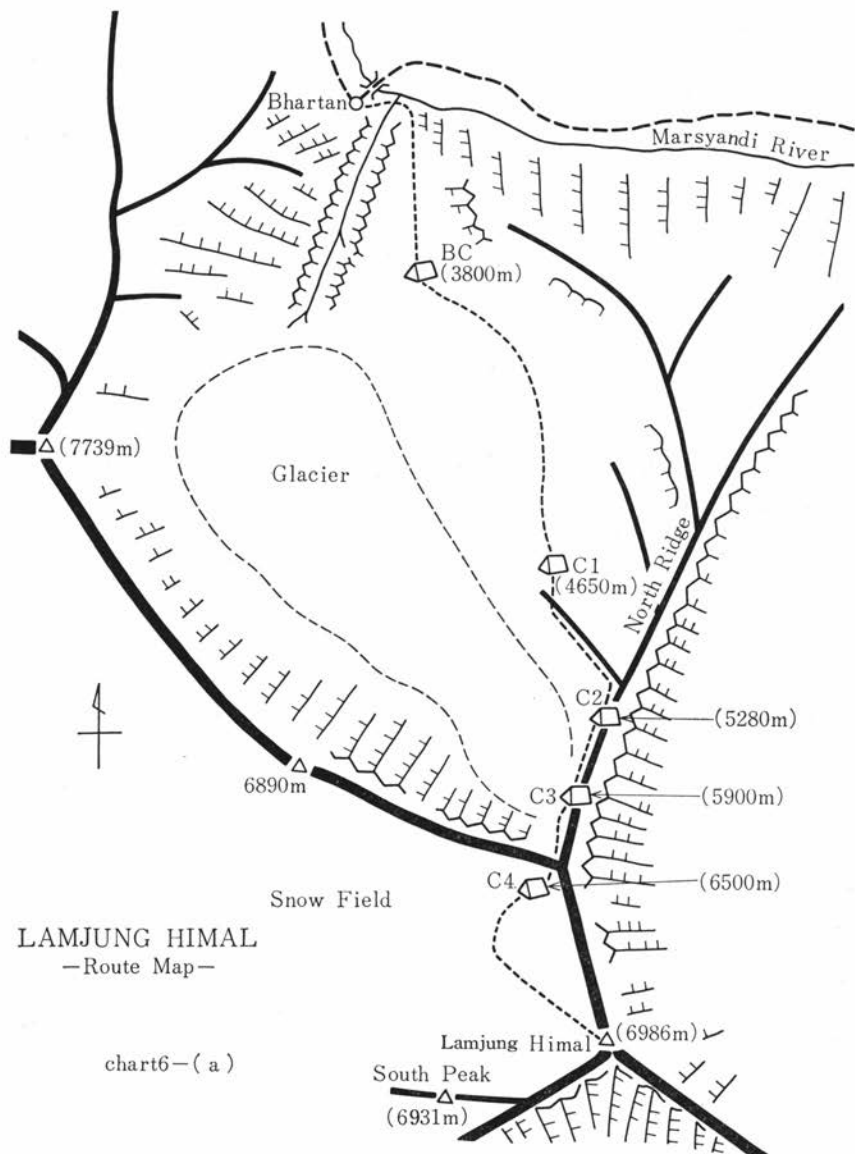 Bhartan
Marsyandi River
BC
(3800m)
(7739m)
Glacier
C1
(4650m)
North Ridge
C2
(5280m)
6890m
C3
(5900m)
C4
(6500m)
Snow Field
LAMJUNG HIMAL
—Route Map—
Lamjung Himal
(6986m)
chart6—(a)
South Peak
(6931m)